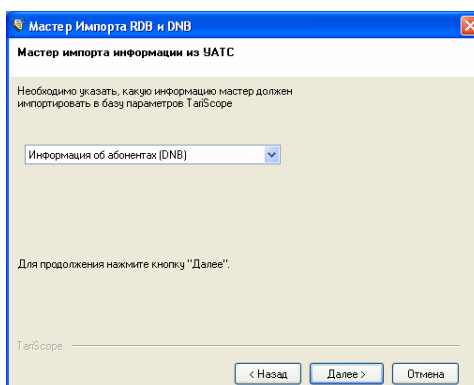 Мастер Импорта RDB и DNB
Мастер импорта информации из УАТС
Необходимо указать, какую информацию мастер должен
импортировать в базу параметров TariScope
Информация об абонентах (DNB)
Для продолжения нажмите кнопку "Далее".
TariScope
< Назад Далее > Отмена